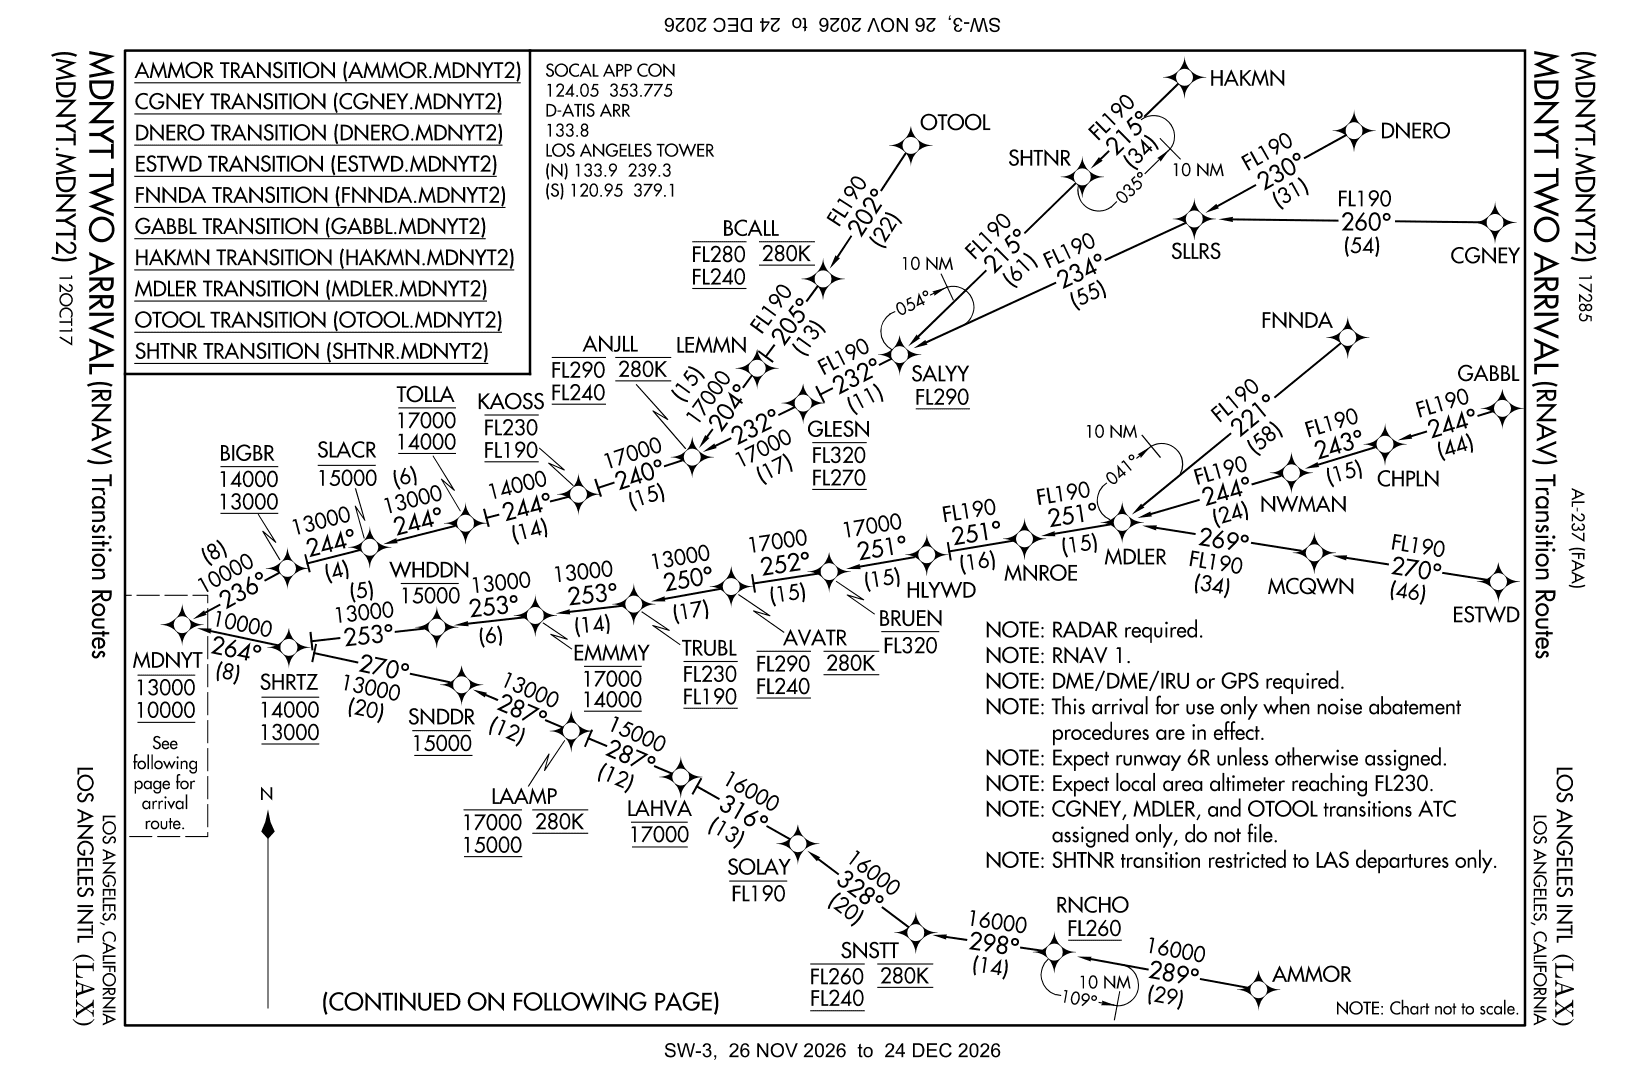 SW-3, 26 NOV 2026 to 24 DEC 2026
(MDNYT.MDNYT2) 12OCT17
MDNYT TWO ARRIVAL (RNAV) Transition Routes
LOS ANGELES INTL (LAX)
LOS ANGELES, CALIFORNIA
(MDNYT.MDNYT2) 17285
MDNYT TWO ARRIVAL (RNAV) Transition Routes
AL-237 (FAA)
LOS ANGELES INTL (LAX)
LOS ANGELES, CALIFORNIA
AMMOR TRANSITION (AMMOR.MDNYT2)
CGNEY TRANSITION (CGNEY.MDNYT2)
DNERO TRANSITION (DNERO.MDNYT2)
ESTWD TRANSITION (ESTWD.MDNYT2)
FNNDA TRANSITION (FNNDA.MDNYT2)
GABBL TRANSITION (GABBL.MDNYT2)
HAKMN TRANSITION (HAKMN.MDNYT2)
MDLER TRANSITION (MDLER.MDNYT2)
OTOOL TRANSITION (OTOOL.MDNYT2)
SHTNR TRANSITION (SHTNR.MDNYT2)
SOCAL APP CON
124.05 353.775
D-ATIS ARR
133.8
LOS ANGELES TOWER
(N) 133.9 239.3
(S) 120.95 379.1
HAKMN
FL190
215°
(34)
035°
10 NM
SHTNR
FL190
215°
(61)
DNERO
FL190
230°
(31)
CGNEY
FL190
260°
(54)
SLLRS
FL190
234°
(55)
10 NM
054°
SALYY
FL290
FL190
232°
(11)
GLESN
FL320
FL270
232°
17000
(17)
OTOOL
FL190
202°
(22)
BCALL
FL280
FL240
280K
FL190
205°
(13)
LEMMN
(15)
17000
204°
ANJLL
FL290
FL240
280K
17000
240°
(15)
KAOSS
FL230
FL190
14000
244°
(14)
TOLLA
17000
14000
(6)
13000
244°
SLACR
15000
13000
244°
(4)
BIGBR
14000
13000
(8)
10000
236°
MDNYT
13000
10000
See
following
page for
arrival
route.
FNNDA
FL190
221°
(58)
GABBL
FL190
244°
(44)
CHPLN
FL190
243°
(15)
NWMAN
FL190
244°
(24)
10 NM
041°
MDLER
ESTWD
FL190
270°
(46)
MCQWN
269°
FL190
(34)
FL190
251°
(15)
MNROE
FL190
251°
(16)
HLYWD
17000
251°
(15)
BRUEN
FL320
17000
252°
(15)
AVATR
FL290
FL240
280K
13000
250°
(17)
TRUBL
FL230
FL190
13000
253°
(14)
EMMMY
17000
14000
13000
253°
(6)
WHDDN
15000
(5)
13000
253°
SHRTZ
14000
13000
10000
264°
(8)
270°
13000
(20)
SNDDR
15000
13000
287°
(12)
LAAMP
17000
15000
280K
15000
287°
(12)
LAHVA
17000
16000
316°
(13)
SOLAY
FL190
16000
328°
(20)
SNSTT
FL260
FL240
280K
16000
298°
(14)
RNCHO
FL260
10 NM
109°
16000
289°
(29)
AMMOR
NOTE: RADAR required.
NOTE: RNAV 1.
NOTE: DME/DME/IRU or GPS required.
NOTE: This arrival for use only when noise abatement
procedures are in effect.
NOTE: Expect runway 6R unless otherwise assigned.
NOTE: Expect local area altimeter reaching FL230.
NOTE: CGNEY, MDLER, and OTOOL transitions ATC
assigned only, do not file.
NOTE: SHTNR transition restricted to LAS departures only.
N
(CONTINUED ON FOLLOWING PAGE)
NOTE: Chart not to scale.
SW-3, 26 NOV 2026 to 24 DEC 2026